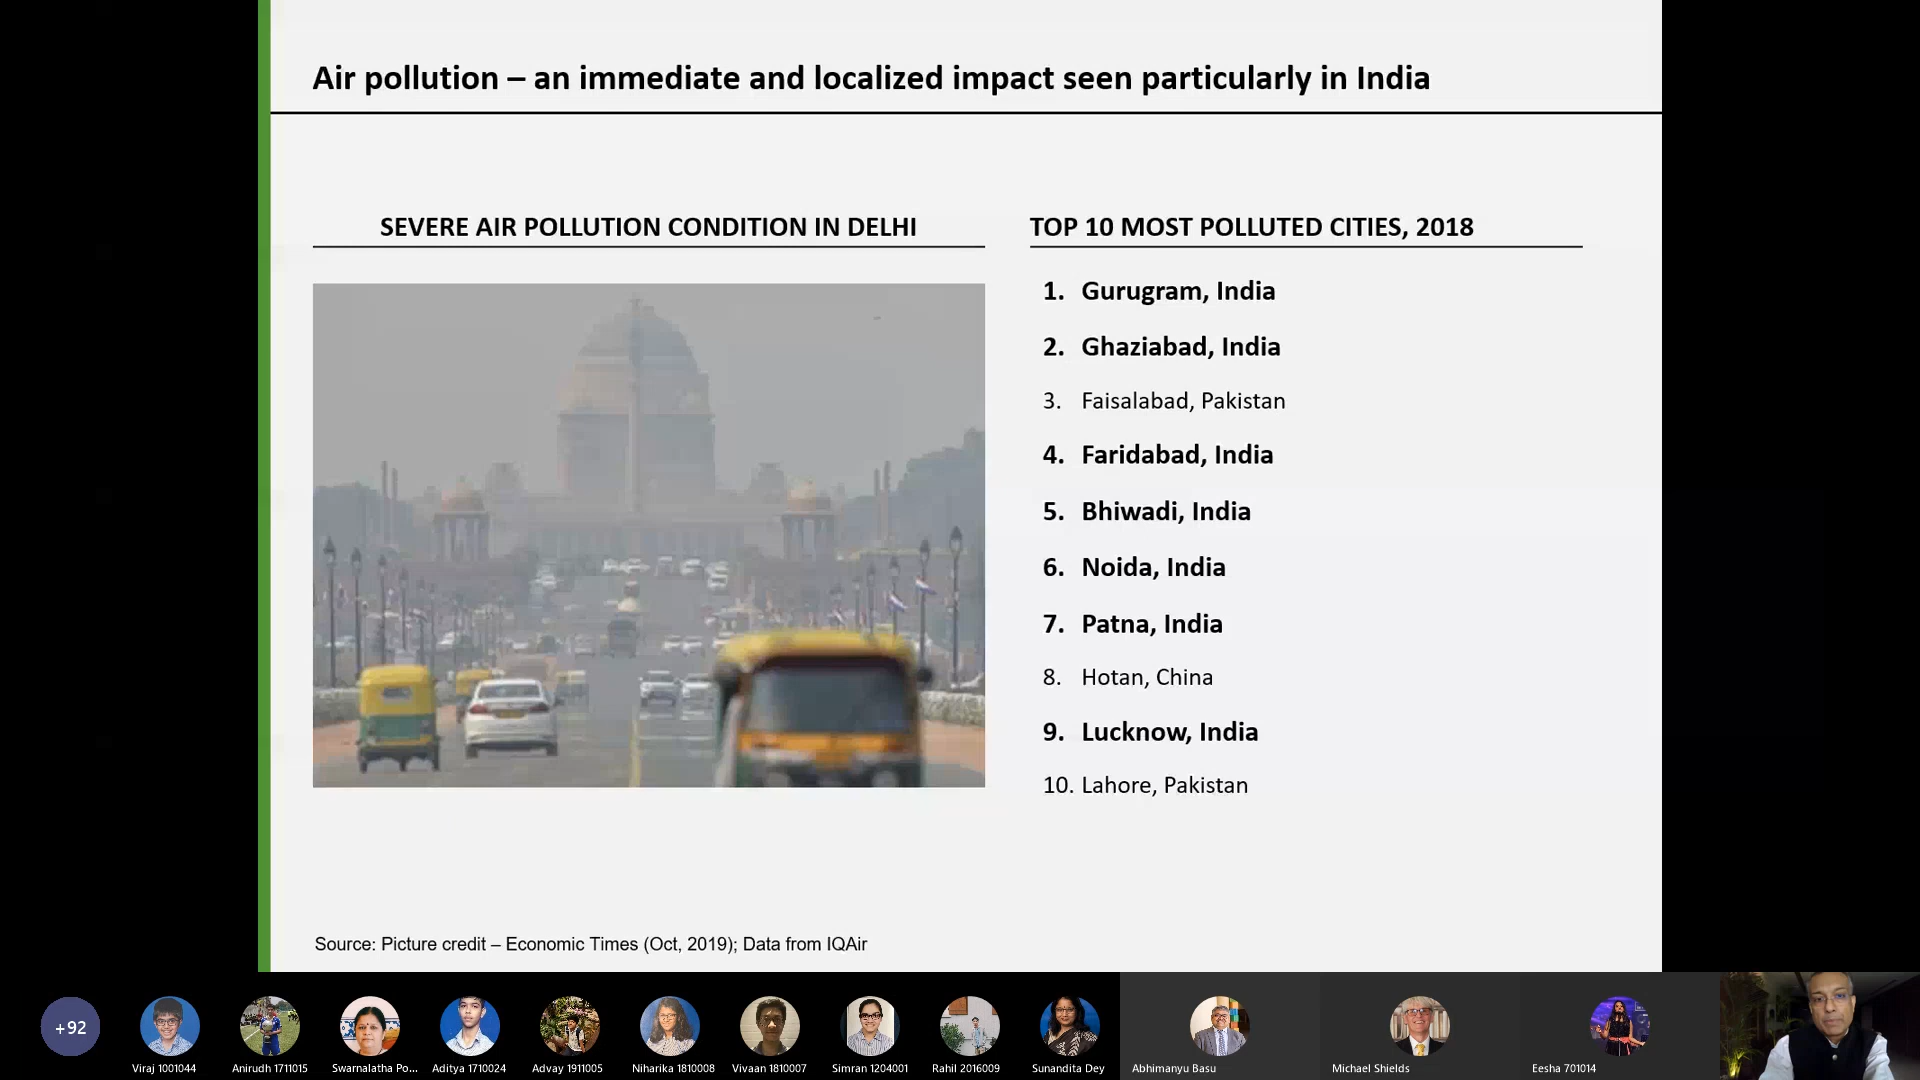 Air pollution – an immediate and localized impact seen particularly in India
SEVERE AIR POLLUTION CONDITION IN DELHI
TOP 10 MOST POLLUTED CITIES, 2018
1. Gurugram, India
2. Ghaziabad, India
3. Faisalabad, Pakistan
4. Faridabad, India
5. Bhiwadi, India
6. Noida, India
7. Patna, India
8. Hotan, China
9. Lucknow, India
10. Lahore, Pakistan
Source: Picture credit – Economic Times (Oct, 2019); Data from IQAir
+92
Viraj 1001044
Anirudh 1711015
Swarnalatha Po...
Aditya 1710024
Advay 1911005
Niharika 1810008
Vivaan 1810007
Simran 1204001
Rahil 2016009
Sunandita Dey
Abhimanyu Basu
Michael Shields
Eesha 701014